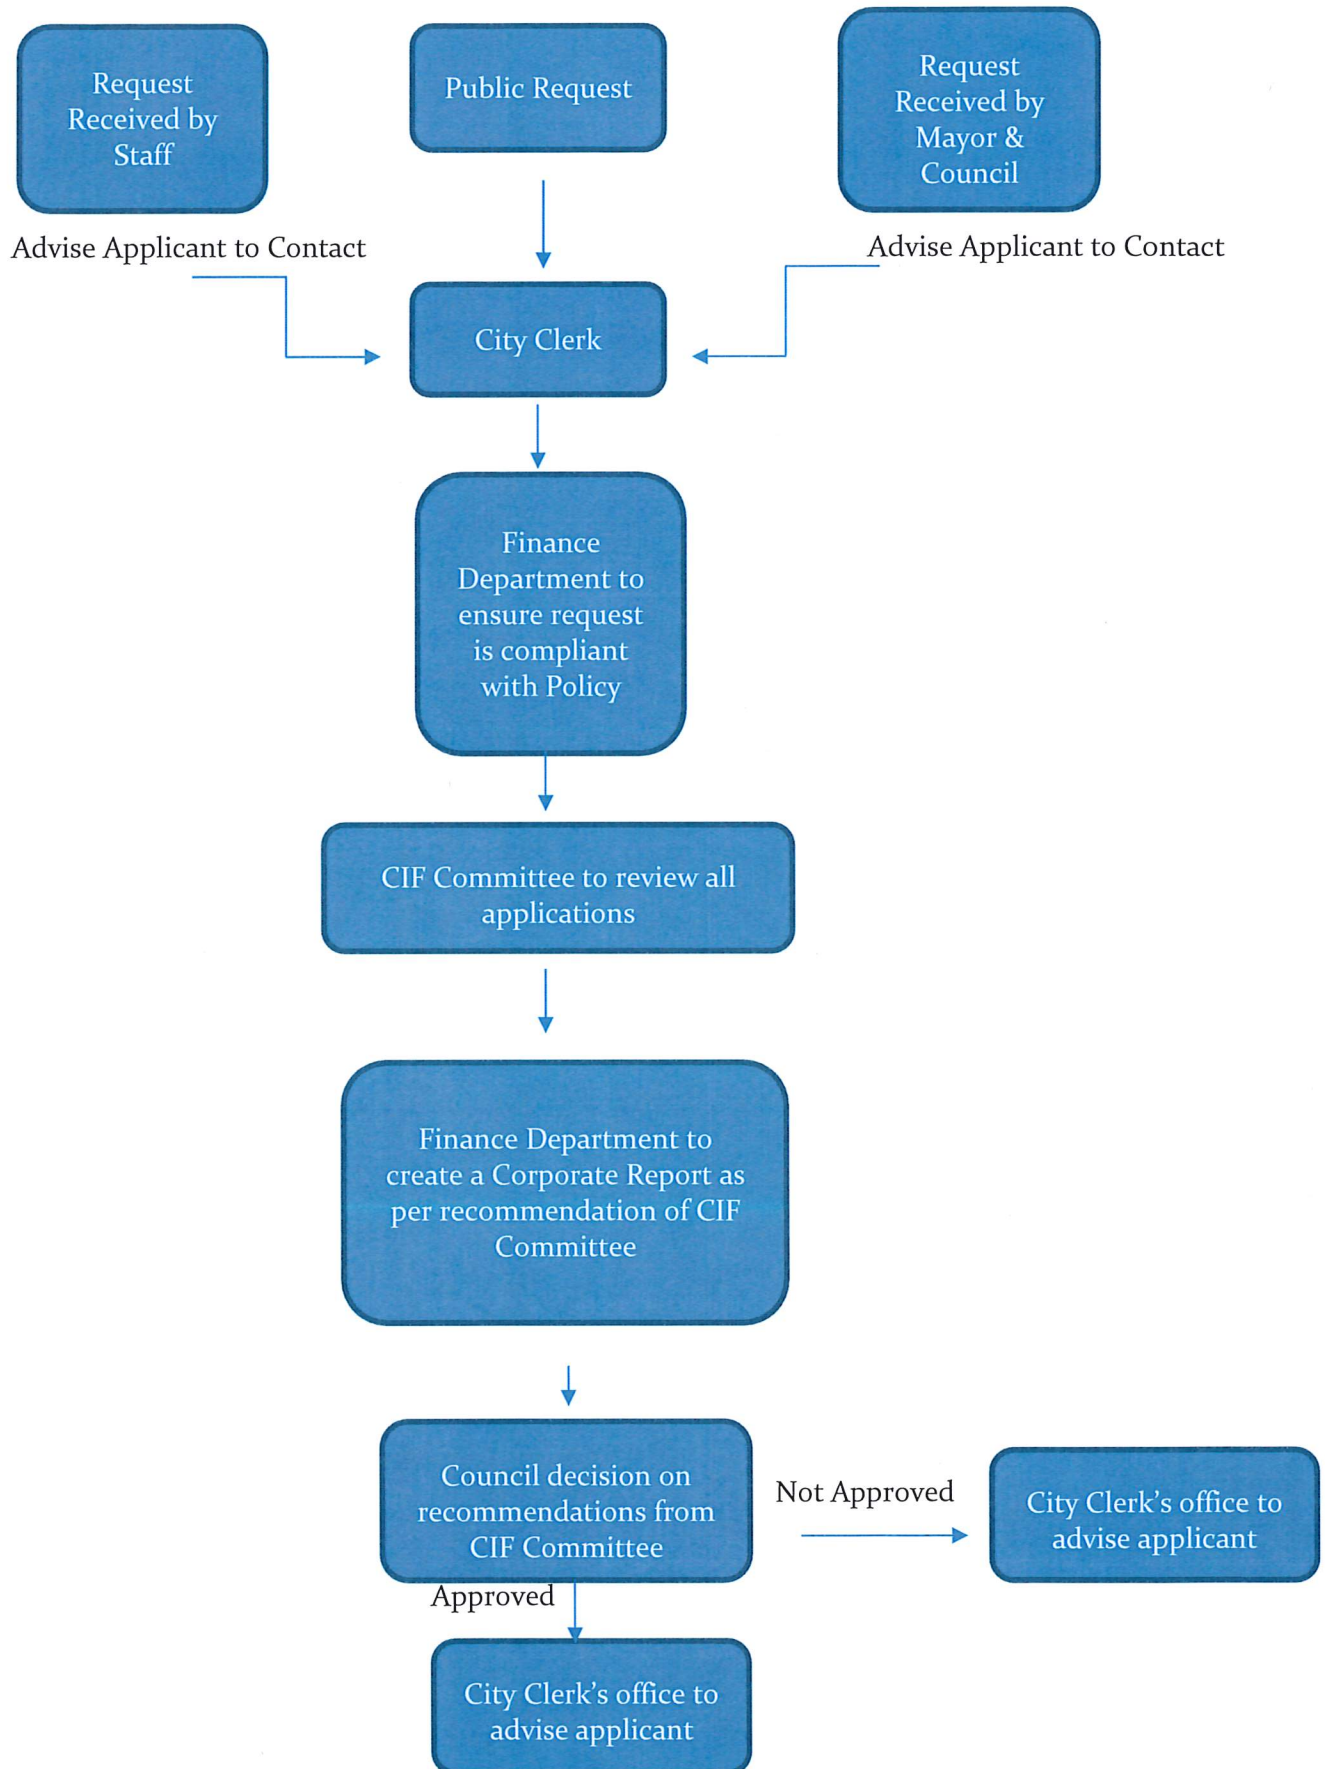 Request
Received by
Staff
Public Request
Request
Received by
Mayor &
Council
Advise Applicant to Contact
Advise Applicant to Contact
City Clerk
Finance
Department to
ensure request
is compliant
with Policy
CIF Committee to review all
applications
Finance Department to
create a Corporate Report as
per recommendation of CIF
Committee
Council decision on
recommendations from
CIF Committee
Not Approved
City Clerk's office to
advise applicant
Approved
City Clerk's office to
advise applicant